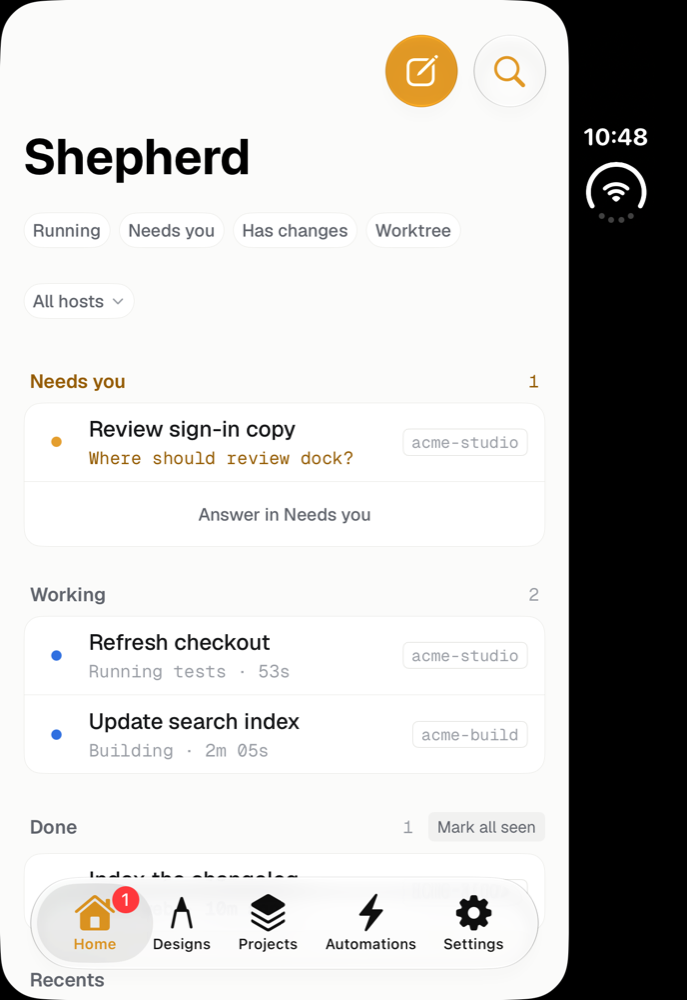 10:48
Shepherd
Running
Needs you
Has changes
Worktree
All hosts
Needs you
1
Review sign-in copy
Where should review dock?
acme-studio
Answer in Needs you
Working
2
Refresh checkout
Running tests · 53s
acme-studio
Update search index
Building · 2m 05s
acme-build
Done
1
Mark all seen
Index the changelog
1
Home
Designs
Projects
Automations
Settings
Recents